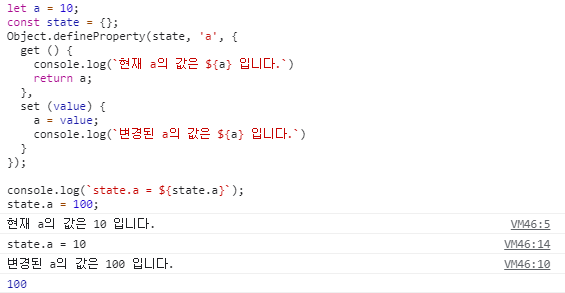 let a = 10;
const state = {};
Object.defineProperty(state, 'a', {
  get () {
    console.log(`현재 a의 값은 ${a} 입니다.`)
    return a;
  },
  set (value) {
    a = value;
    console.log(`변경된 a의 값은 ${a} 입니다.`)
  }
});

console.log(`state.a = ${state.a}`);
state.a = 100;
현재 a의 값은 10 입니다. VM46:5
state.a = 10 VM46:14
변경된 a의 값은 100 입니다. VM46:10
100